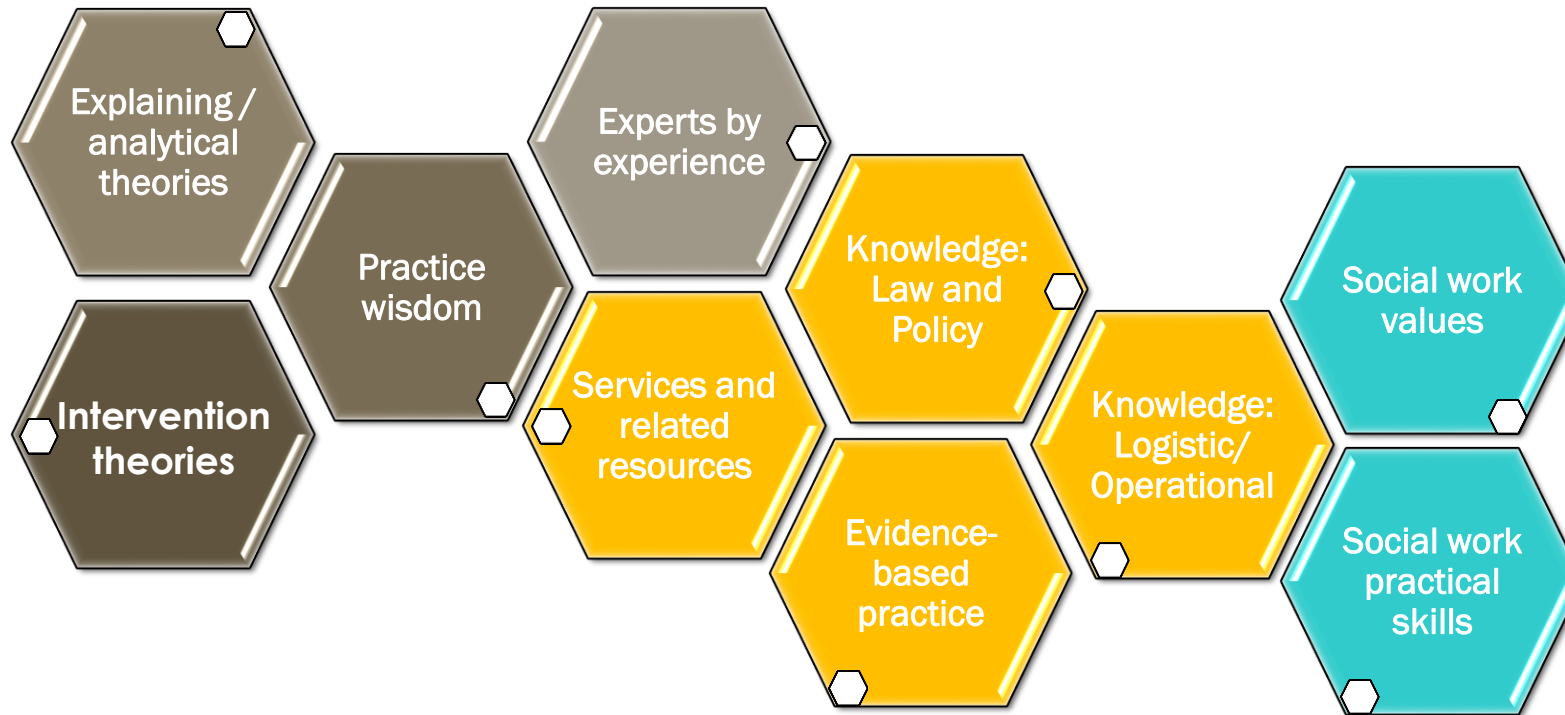 Explaining /
analytical
theories
Intervention
theories
Practice
wisdom
Experts by
experience
Services and
related
resources
Knowledge:
Law and
Policy
Evidence-
based
practice
Knowledge:
Logistic/
Operational
Social work
values
Social work
practical
skills